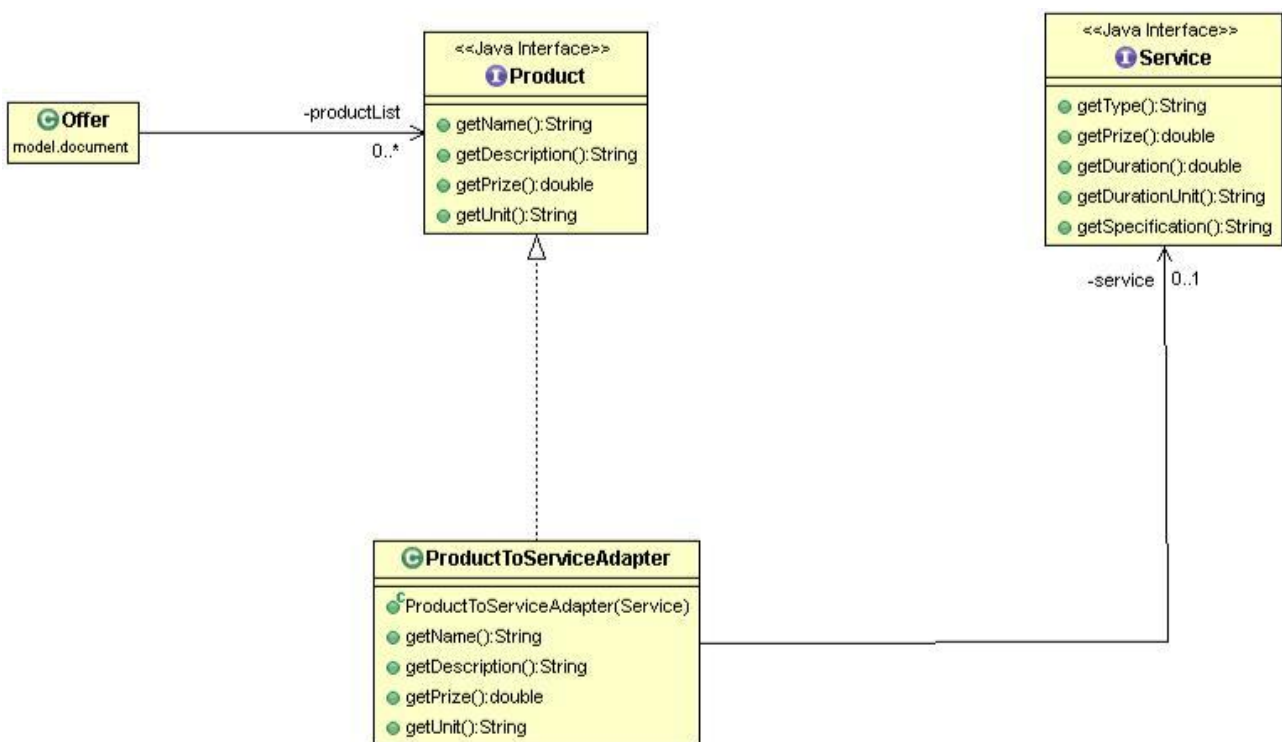 Offer
model.document
-productList
0..*
<<Java Interface>>
Product
getName():String
getDescription():String
getPrize():double
getUnit():String
<<Java Interface>>
Service
getType():String
getPrize():double
getDuration():double
getDurationUnit():String
getSpecification():String
-service 0..1
ProductToServiceAdapter
ProductToServiceAdapter(Service)
getName():String
getDescription():String
getPrize():double
getUnit():String